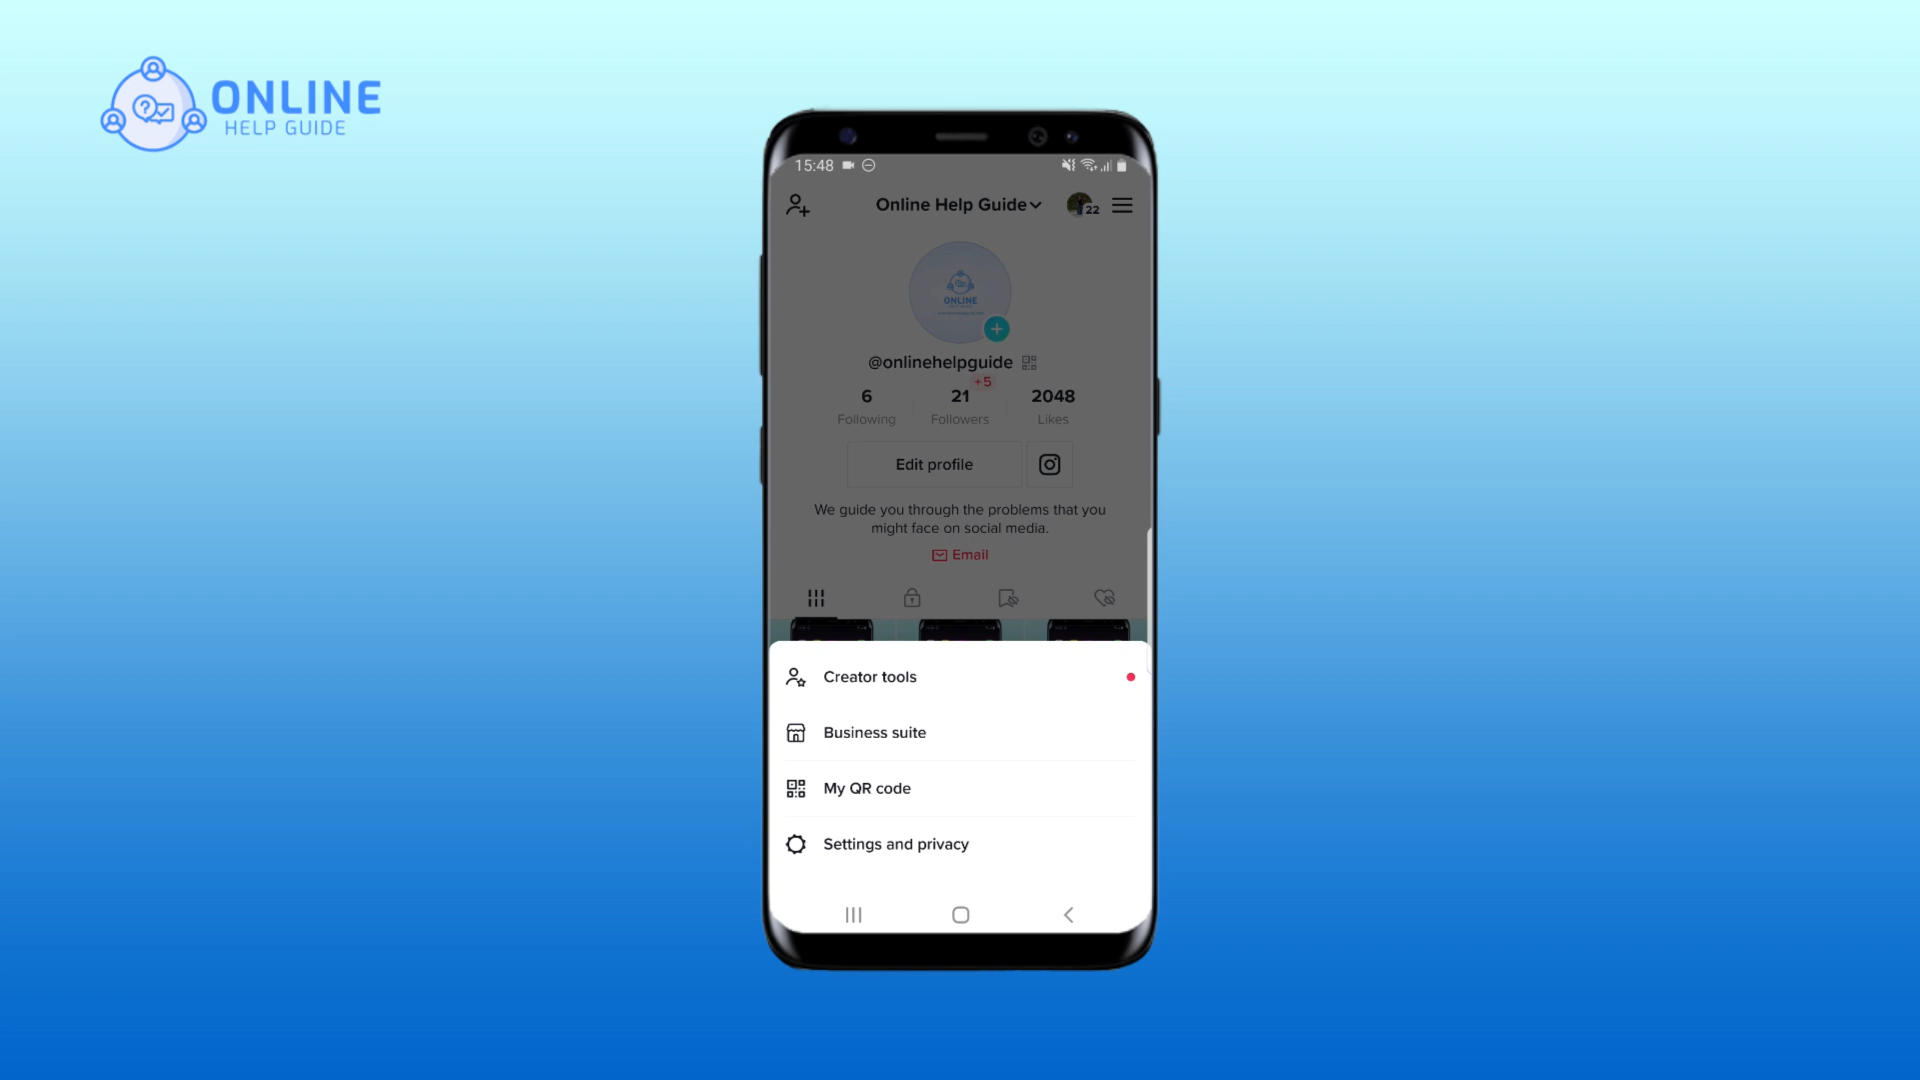 ONLINE
HELP GUIDE
15:48
Online Help Guide
22
ONLINE
@onlinehelpguide
+5
6
21
2048
Following
Followers
Likes
Edit profile
We guide you through the problems that you
might face on social media.
Email
Creator tools
Business suite
My QR code
Settings and privacy